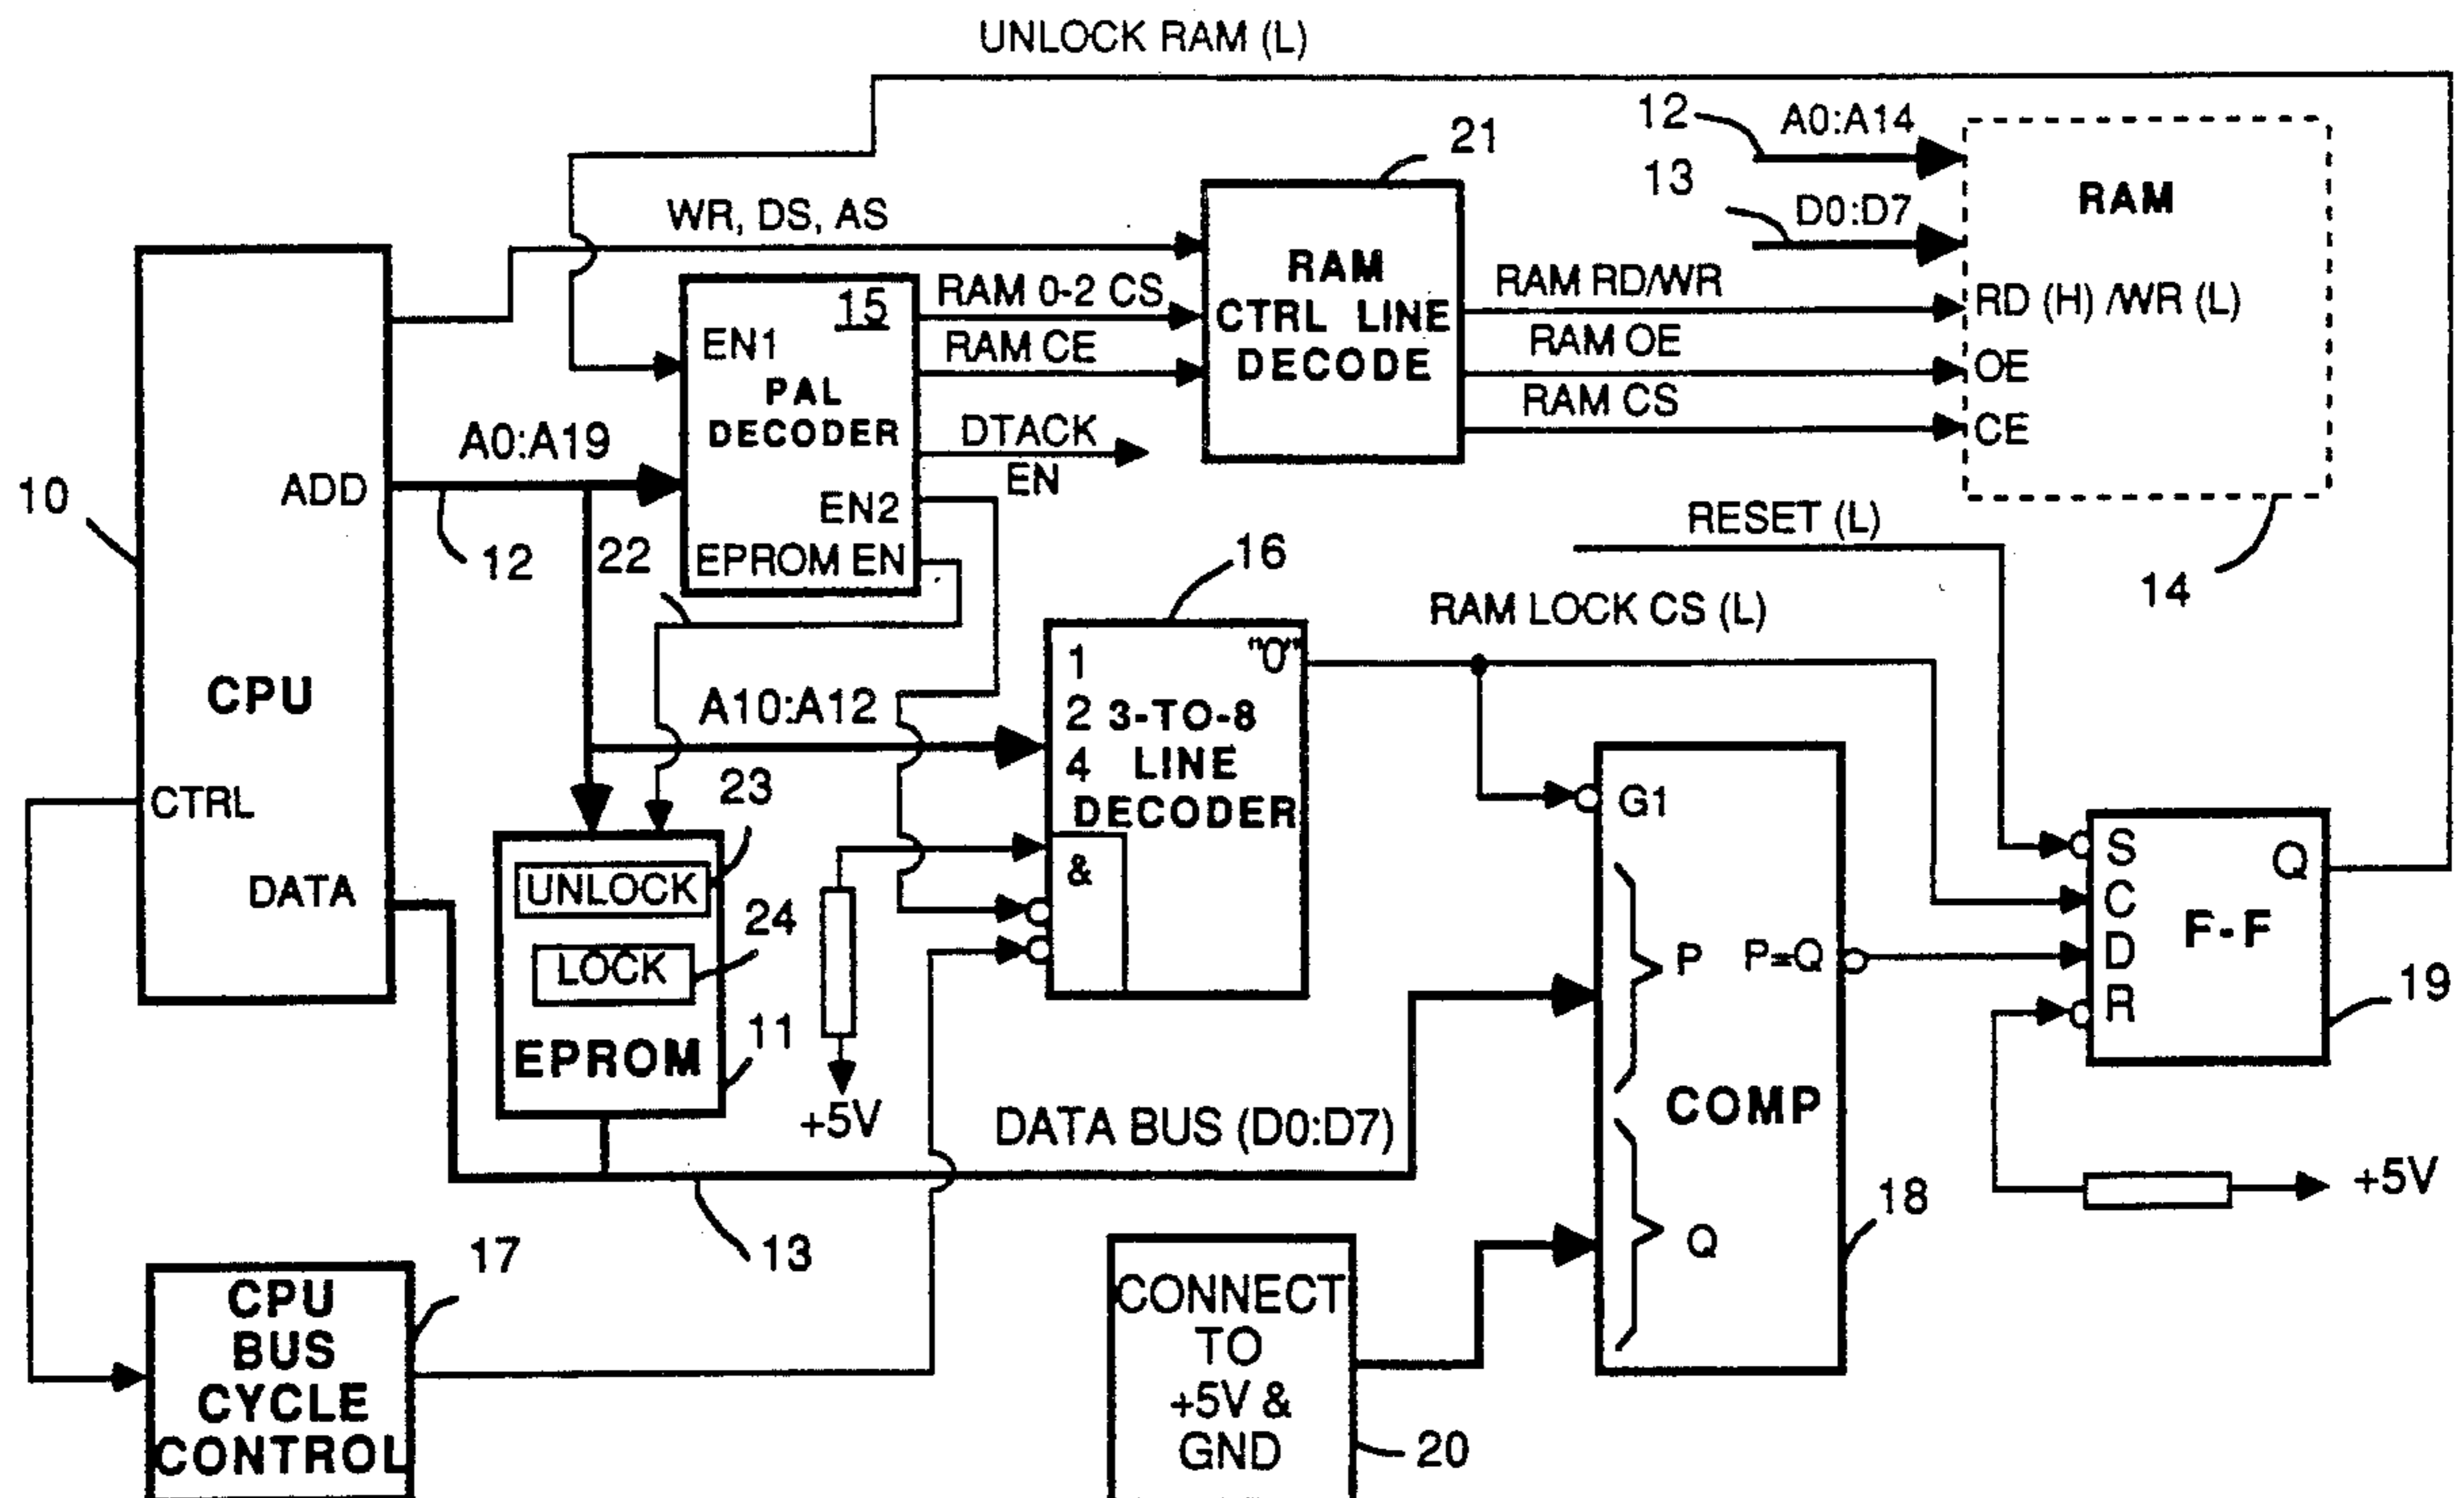 UNLOCK RAM (L)
12
A0:A14
21
13
RAM
WR, DS, AS
D0:D7
RAM
CTRL LINE
DECODE
15
RAM 0-2 CS
RAM RD/WR
RD (H) /WR (L)
EN1
RAM CE
RAM OE
OE
PAL
DECODER
RAM CS
CE
A0:A19
DTACK
EN
10
ADD
EN2
RESET (L)
12
22
EPROM EN
16
14
RAM LOCK CS (L)
1
"0"
CPU
A10:A12
2
3-TO-8
4
LINE
DECODER
23
CTRL
G1
&
S
Q
DATA
UNLOCK
24
C
F-F
LOCK
P
P=Q
D
19
R
11
EPROM
+5V
COMP
DATA BUS (D0:D7)
+5V
18
13
Q
17
CPU
BUS
CYCLE
CONTROL
CONNECT
TO
+5V &
GND
20